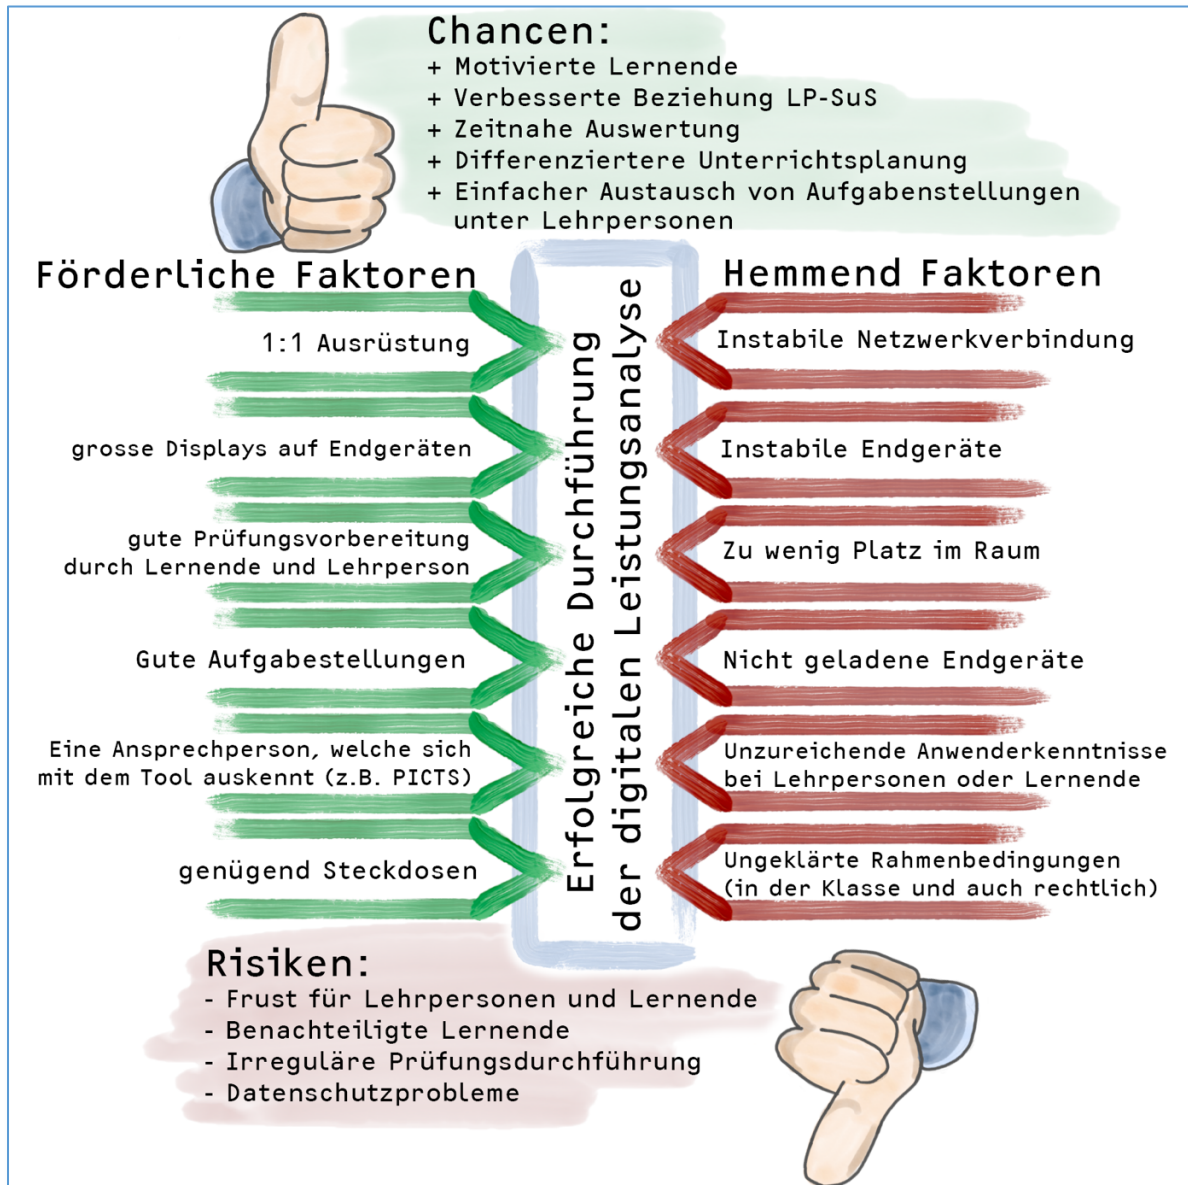 Chancen:
+ Motivierte Lernende
+ Verbesserte Beziehung LP-SuS
+ Zeitnahe Auswertung
+ Differenziertere Unterrichtsplanung
+ Einfacher Austausch von Aufgabenstellungen
unter Lehrpersonen
Förderliche Faktoren
1:1 Ausrüstung
grosse Displays auf Endgeräten
gute Prüfungsvorbereitung
durch Lernende und Lehrperson
Gute Aufgabestellungen
Eine Ansprechperson, welche sich
mit dem Tool auskennt (z.B. PICTS)
genügend Steckdosen
Erfolgreiche Durchführung
der digitalen Leistungsanalyse
Hemmend Faktoren
Instabile Netzwerkverbindung
Instabile Endgeräte
Zu wenig Platz im Raum
Nicht geladene Endgeräte
Unzureichende Anwenderkenntnisse
bei Lehrpersonen oder Lernende
Ungeklärte Rahmenbedingungen
(in der Klasse und auch rechtlich)
Risiken:
- Frust für Lehrpersonen und Lernende
- Benachteiligte Lernende
- Irreguläre Prüfungsdurchführung
- Datenschutzprobleme